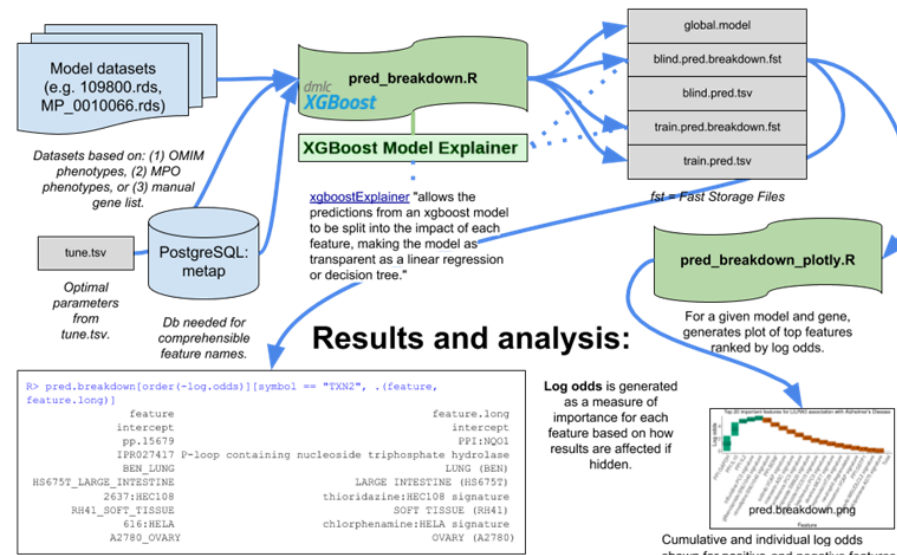 Model datasets
(e.g. 109800.rds,
MP_0010066.rds)
Datasets based on: (1) OMIM
phenotypes, (2) MPO
phenotypes, or (3) manual
gene list.
tune.tsv
Optimal
parameters
from
tune.tsv.
PostgreSQL:
metap
Db needed for
comprehensible
feature names.
pred_breakdown.R
dmlc
XGBoost
XGBoost Model Explainer
xgboostExplainer "allows the
predictions from an xgboost model
to be split into the impact of each
feature, making the model as
transparent as a linear regression
or decision tree."
global.model
blind.pred.breakdown.fst
blind.pred.tsv
train.pred.breakdown.fst
train.pred.tsv
fst = Fast Storage Files
pred_breakdown_plotly.R
For a given model and gene,
generates plot of top features
ranked by log odds.
Results and analysis:
R> pred.breakdown[order(-log.odds)][symbol == "TXN2", .(feature,
feature.long)]
feature feature.long
intercept intercept
pp.15679 PPI:NQO1
IPR027417 P-loop containing nucleoside triphosphate hydrolase
BEN_LUNG LUNG (BEN)
HS675T_LARGE_INTESTINE LARGE INTESTINE (HS675T)
2637:HEC108 thioridazine:HEC108 signature
RH41_SOFT_TISSUE SOFT TISSUE (RH41)
616:HELA chlorphenamine:HELA signature
A2780_OVARY OVARY (A2780)
Log odds is generated
as a measure of
importance for each
feature based on how
results are affected if
hidden.
Log odds
pred.breakdown.png
Feature
Cumulative and individual log odds
shown for positive and negative features